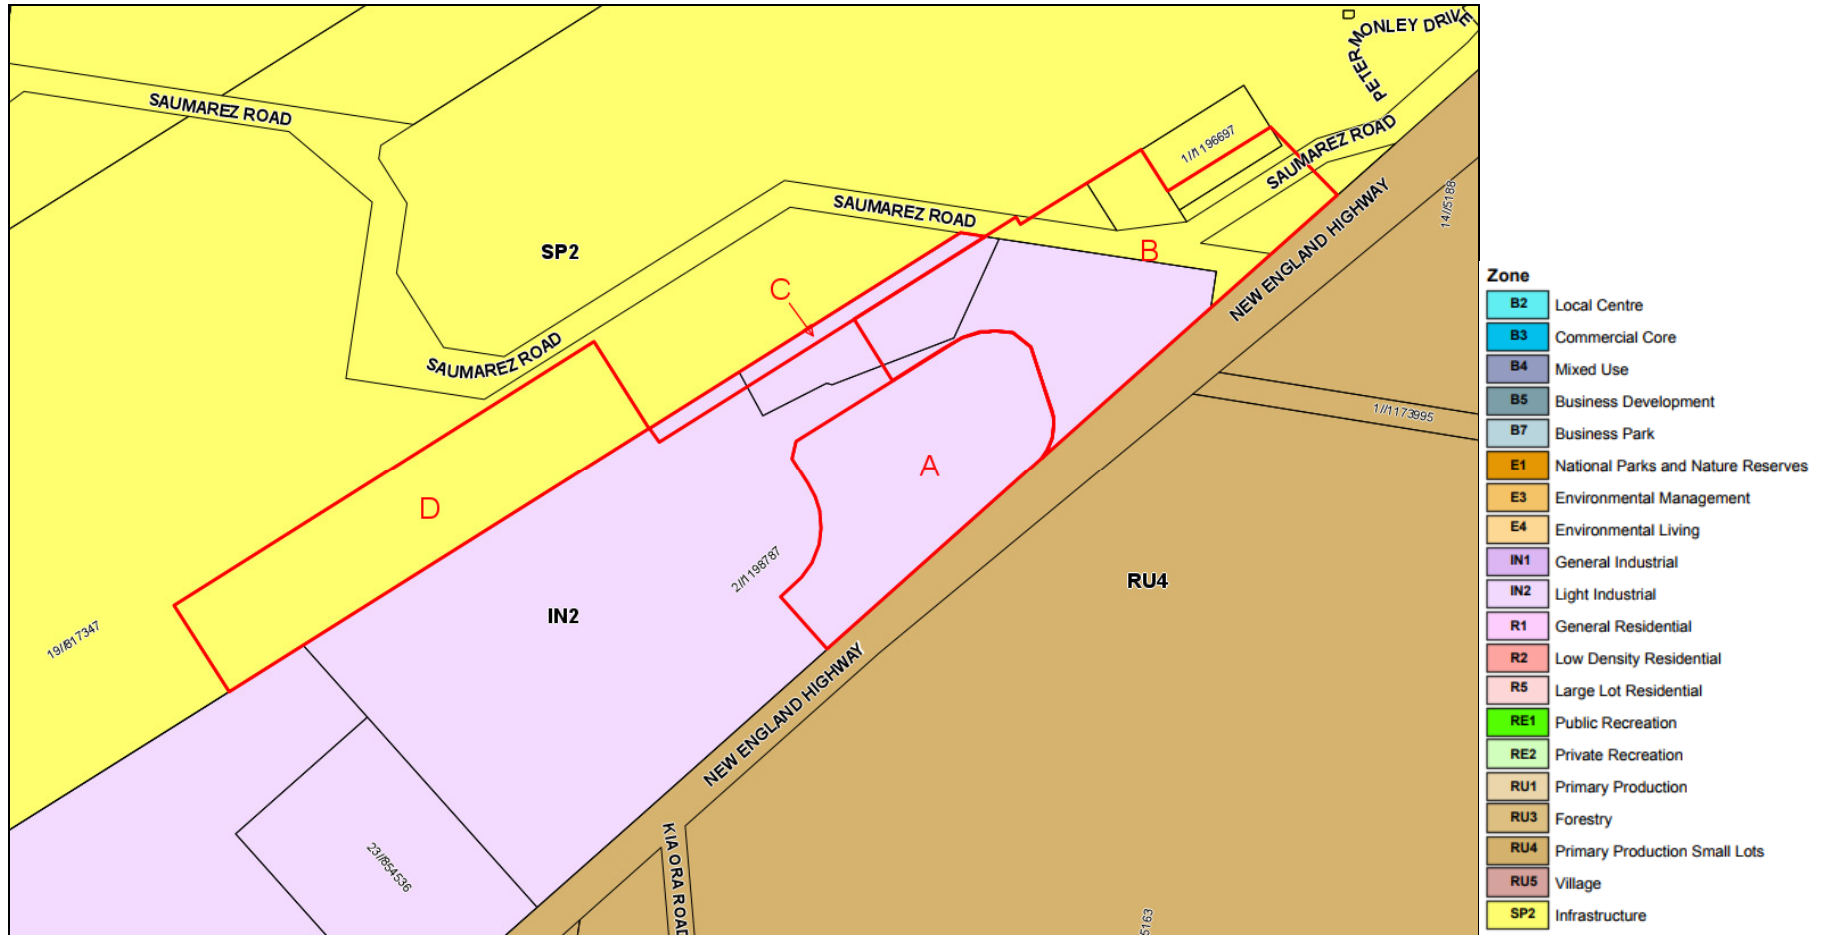 PETER MONLEY DRIVE
SAUMAREZ ROAD
1//1196697
SAUMAREZ ROAD
14//5188
SAUMAREZ ROAD
SP2
B
NEW ENGLAND HIGHWAY
C
SAUMAREZ ROAD
1//1173995
A
D
2//1198787
RU4
IN2
19//817347
NEW ENGLAND HIGHWAY
23//854536
KIA ORA ROAD
5163
Zone
B2 Local Centre
B3 Commercial Core
B4 Mixed Use
B5 Business Development
B7 Business Park
E1 National Parks and Nature Reserves
E3 Environmental Management
E4 Environmental Living
IN1 General Industrial
IN2 Light Industrial
R1 General Residential
R2 Low Density Residential
R5 Large Lot Residential
RE1 Public Recreation
RE2 Private Recreation
RU1 Primary Production
RU3 Forestry
RU4 Primary Production Small Lots
RU5 Village
SP2 Infrastructure